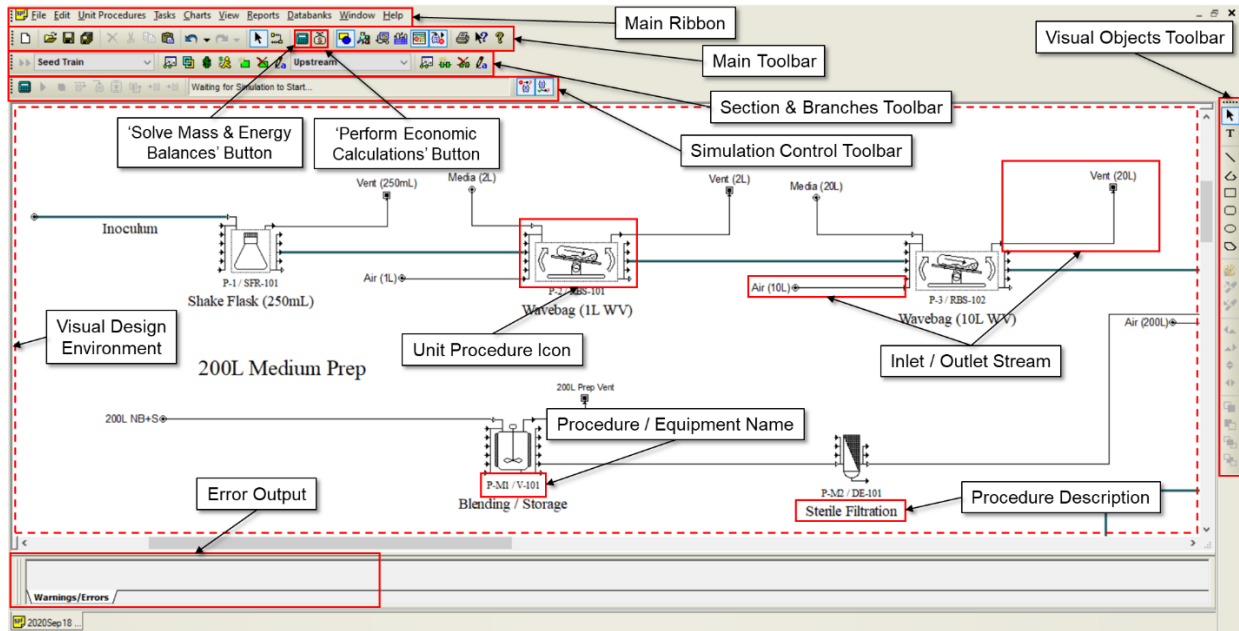 File Edit Unit Procedures Tasks Charts View Reports Databanks Window Help
Main Ribbon
Visual Objects Toolbar
Main Toolbar
Seed Train
Upstream
Section & Branches Toolbar
Waiting for Simulation to Start...
'Solve Mass & Energy
Balances' Button
'Perform Economic
Calculations' Button
Simulation Control Toolbar
T
Vent (250mL)
Media (2L)
Vent (2L)
Media (20L)
Vent (20L)
Inoculum
P-1 / SFR-101
Shake Flask (250mL)
Air (1L)
P-2 / RBS-101
Wavebag (1L WV)
Air (10L)
P-3 / RBS-102
Wavebag (10L WV)
Air (200L)
Visual Design
Environment
Unit Procedure Icon
Inlet / Outlet Stream
200L Medium Prep
200L Prep Vent
200L NB+S
Procedure / Equipment Name
P-M1 / V-101
Blending / Storage
P-M2 / DE-101
Sterile Filtration
Procedure Description
Error Output
Warnings/Errors
2020Sep18 ...